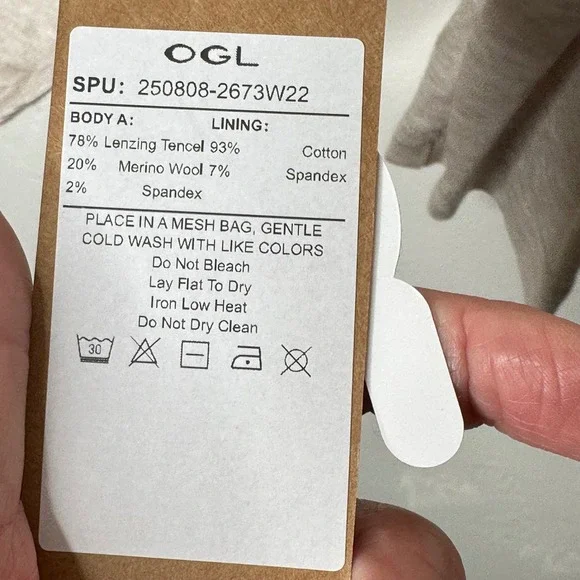 OGL
SPU: 250808-2673W22
BODY A: LINING:
78% Lenzing Tencel 93% Cotton
20% Merino Wool 7% Spandex
2% Spandex
PLACE IN A MESH BAG, GENTLE
COLD WASH WITH LIKE COLORS
Do Not Bleach
Lay Flat To Dry
Iron Low Heat
Do Not Dry Clean
30